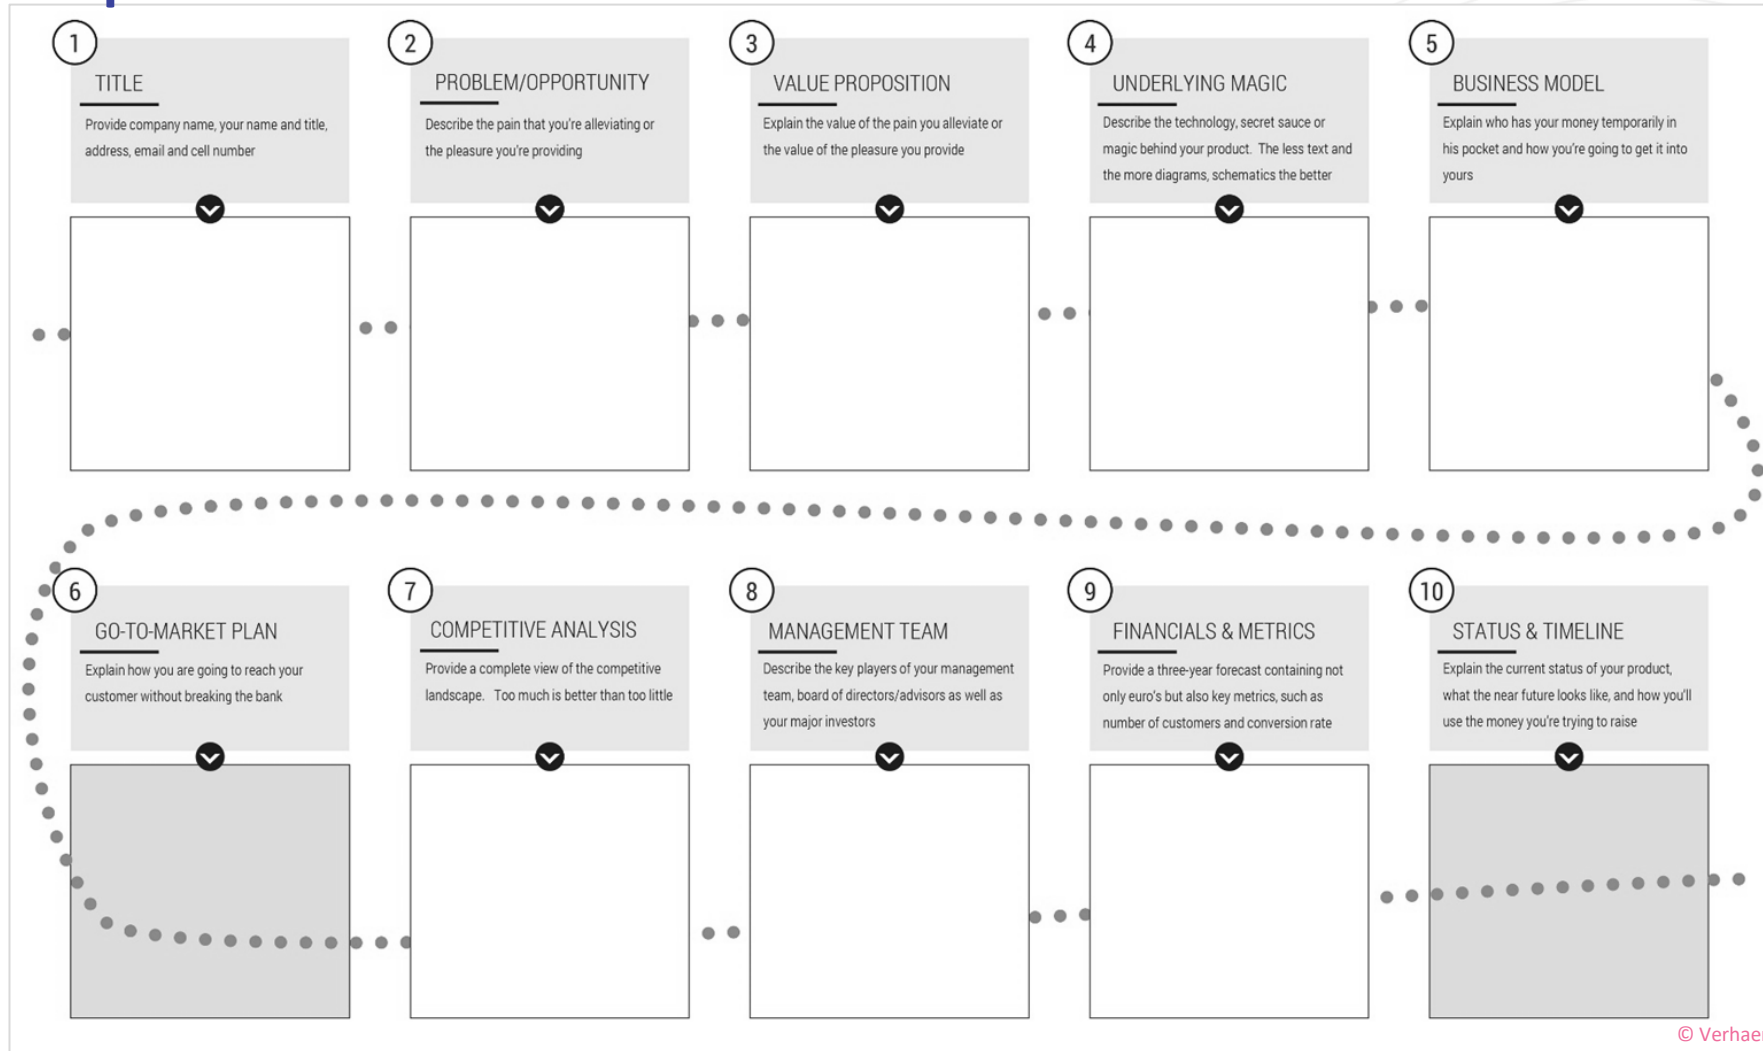 1
TITLE
Provide company name, your name and title,
address, email and cell number
2
PROBLEM/OPPORTUNITY
Describe the pain that you're alleviating or
the pleasure you're providing
3
VALUE PROPOSITION
Explain the value of the pain you alleviate or
the value of the pleasure you provide
4
UNDERLYING MAGIC
Describe the technology, secret sauce or
magic behind your product. The less text and
the more diagrams, schematics the better
5
BUSINESS MODEL
Explain who has your money temporarily in
his pocket and how you're going to get it into
yours
6
GO-TO-MARKET PLAN
Explain how you are going to reach your
customer without breaking the bank
7
COMPETITIVE ANALYSIS
Provide a complete view of the competitive
landscape. Too much is better than too little
8
MANAGEMENT TEAM
Describe the key players of your management
team, board of directors/advisors as well as
your major investors
9
FINANCIALS & METRICS
Provide a three-year forecast containing not
only euro's but also key metrics, such as
number of customers and conversion rate
10
STATUS & TIMELINE
Explain the current status of your product,
what the near future looks like, and how you'll
use the money you're trying to raise
©